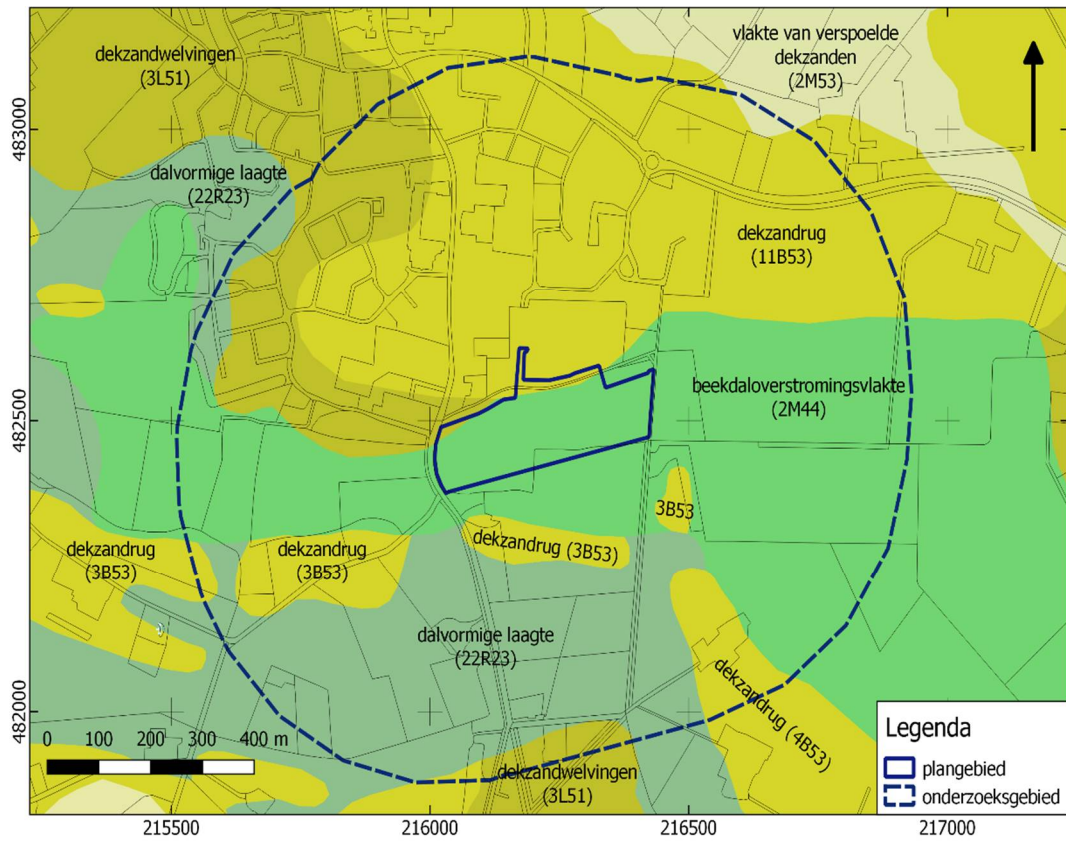 dekzandwelvingen
(3L51)
vlakte van verspoelde
dekzanden
(2M53)
483000
dalvormige laagte
(22R23)
dekzandrug
(11B53)
beekdaloverstromingsvlakte
(2M44)
482500
3B53
dekzandrug
(3B53)
dekzandrug
(3B53)
dekzandrug (3B53)
dalvormige laagte
(22R23)
dekzandrug (4B53)
482000
0 100 200 300 400 m
dekzandwelvingen
(3L51)
Legenda
plangebied
onderzoeksgebied
215500 216000 216500 217000